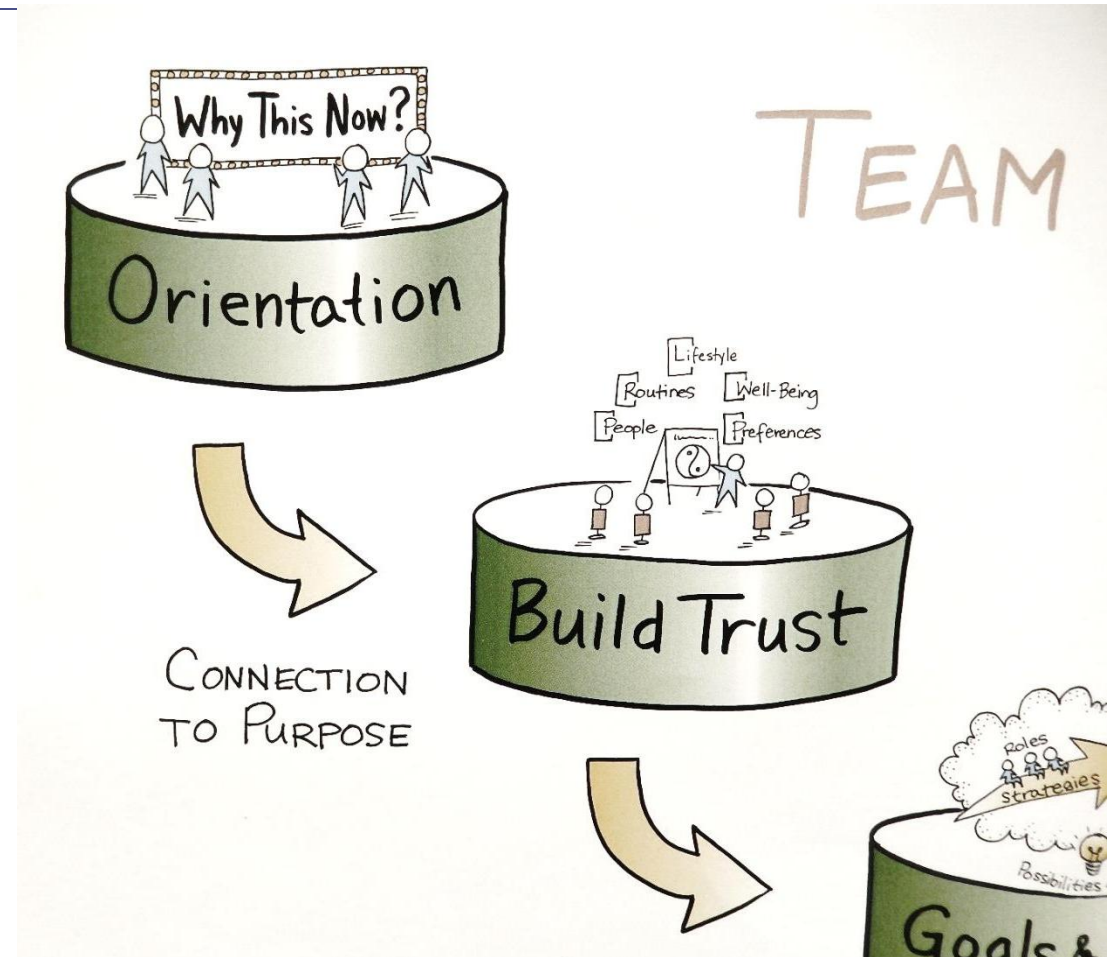 Why This Now?
TEAM
Orientation
Lifestyle
Routines
Well-Being
People
Preferences
Build Trust
CONNECTION
TO PURPOSE
Roles
Strategies
Possibilities
Goals &